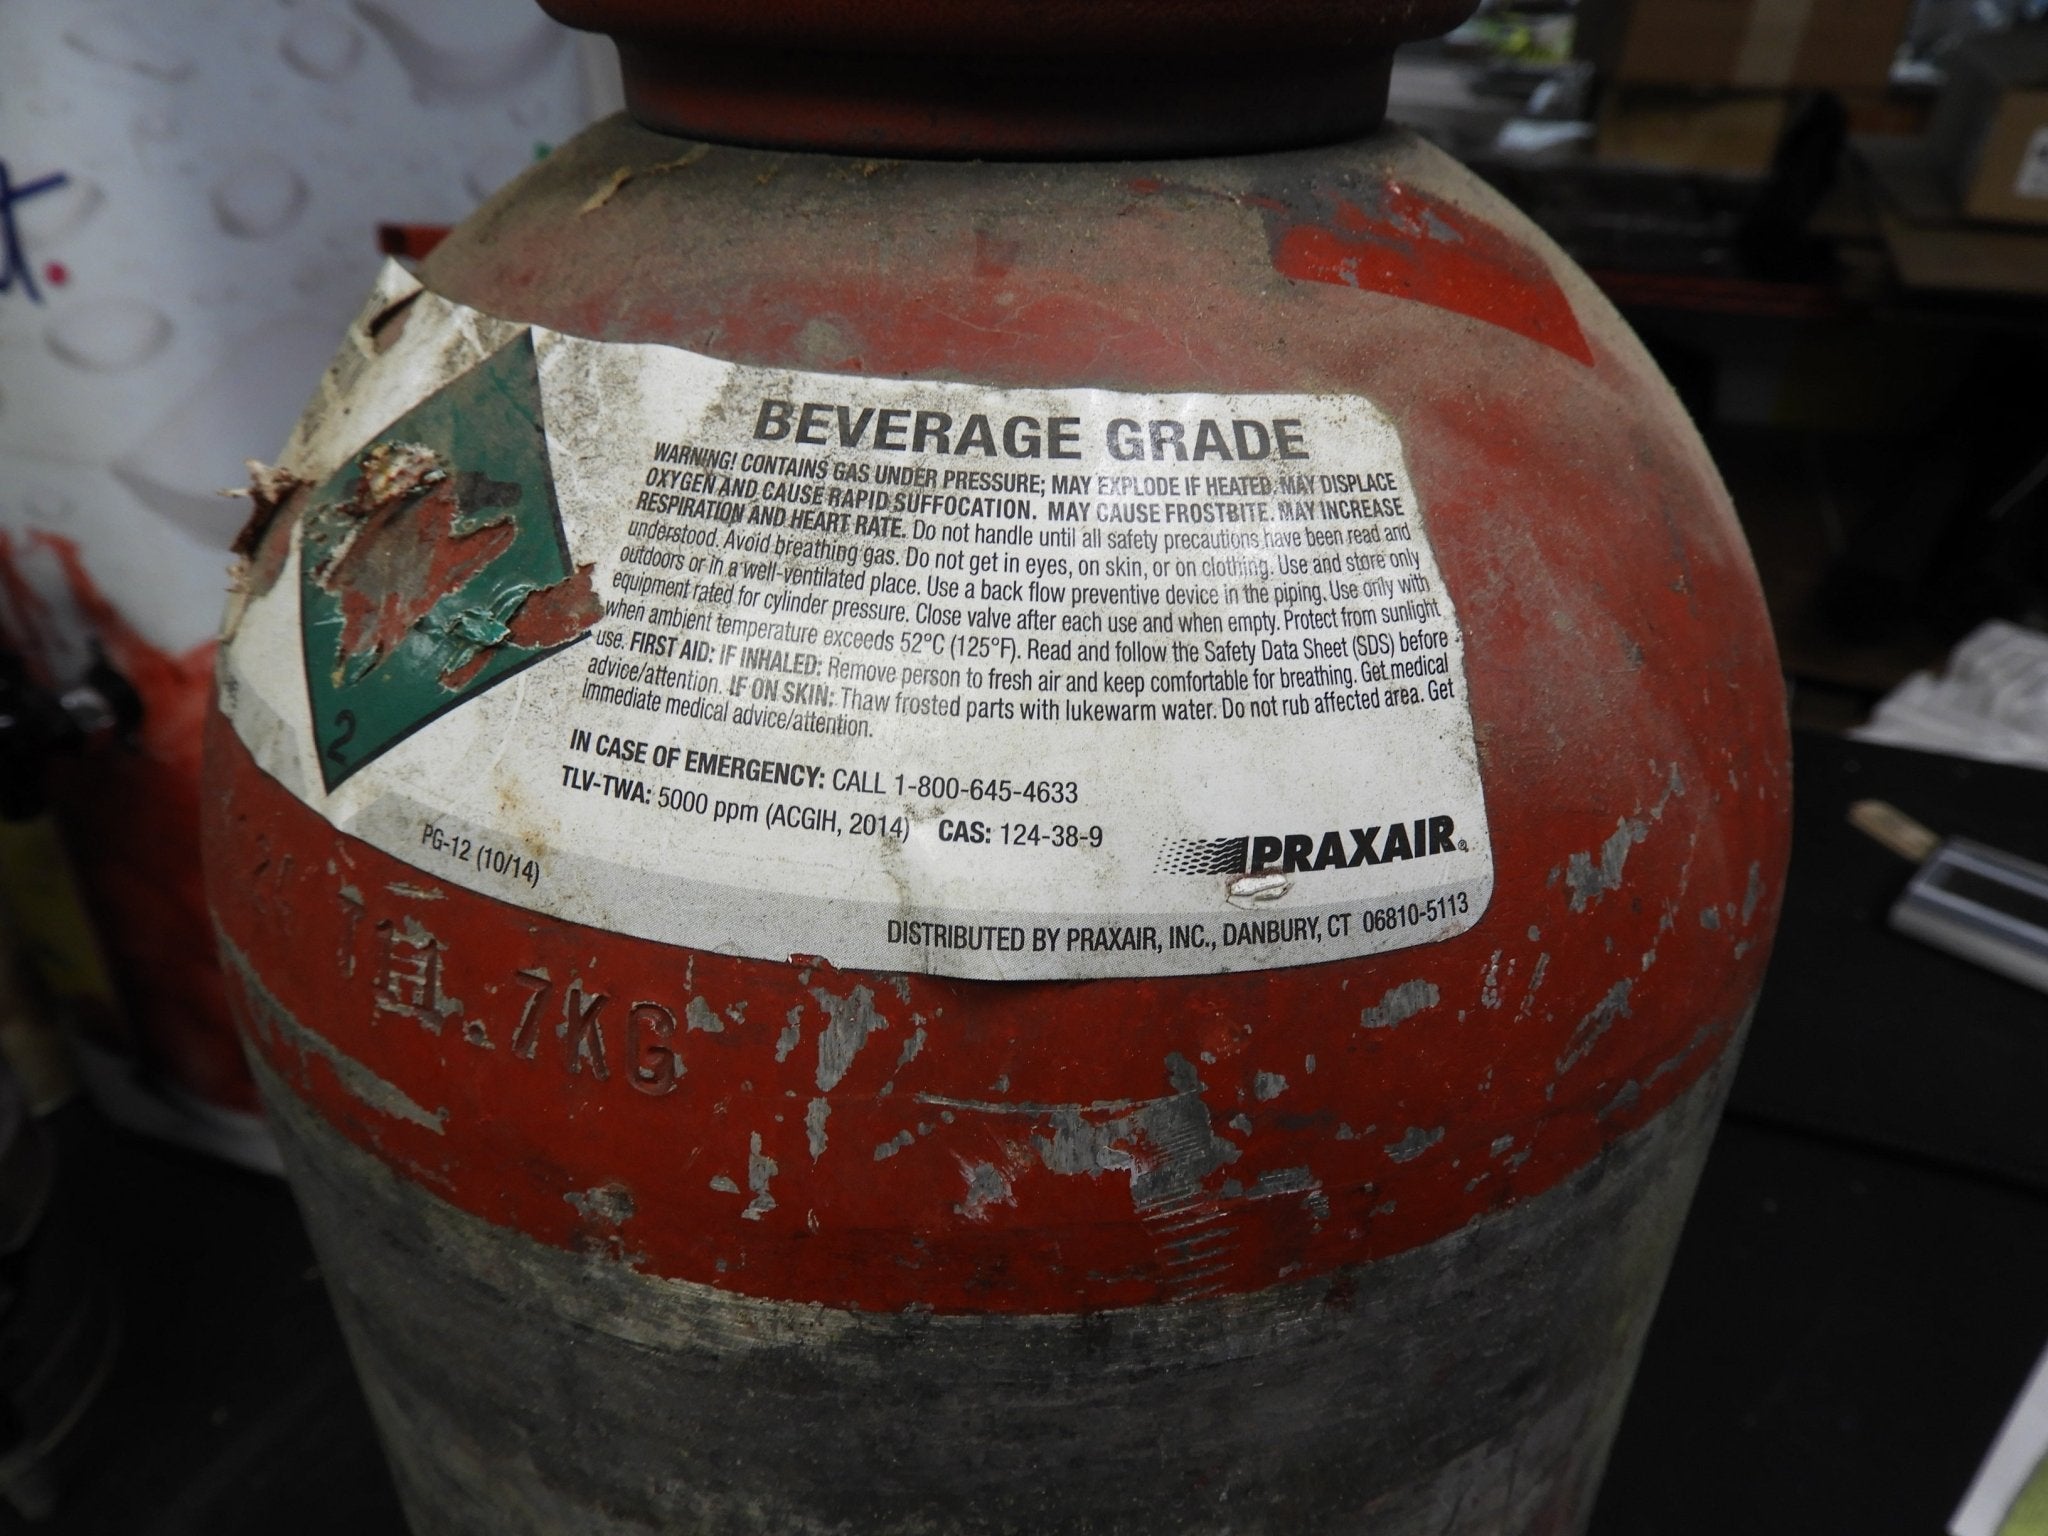 BEVERAGE GRADE
WARNING! CONTAINS GAS UNDER PRESSURE; MAY EXPLODE IF HEATED. MAY DISPLACE
OXYGEN AND CAUSE RAPID SUFFOCATION. MAY CAUSE FROSTBITE. MAY INCREASE
RESPIRATION AND HEART RATE. Do not handle until all safety precautions have been read and
understood. Avoid breathing gas. Do not get in eyes, on skin, or on clothing. Use and store only
outdoors or in a well-ventilated place. Use a back flow preventive device in the piping. Use only with
equipment rated for cylinder pressure. Close valve after each use and when empty. Protect from sunlight
when ambient temperature exceeds 52°C (125°F). Read and follow the Safety Data Sheet (SDS) before
use. FIRST AID: IF INHALED: Remove person to fresh air and keep comfortable for breathing. Get medical
advice/attention. IF ON SKIN: Thaw frosted parts with lukewarm water. Do not rub affected area. Get
Immediate medical advice/attention.
IN CASE OF EMERGENCY: CALL 1-800-645-4633
TLV-TWA: 5000 ppm (ACGIH, 2014) CAS: 124-38-9
2
PRAXAIR®
PG-12 (10/14)
DISTRIBUTED BY PRAXAIR, INC., DANBURY, CT 06810-5113
.7KG